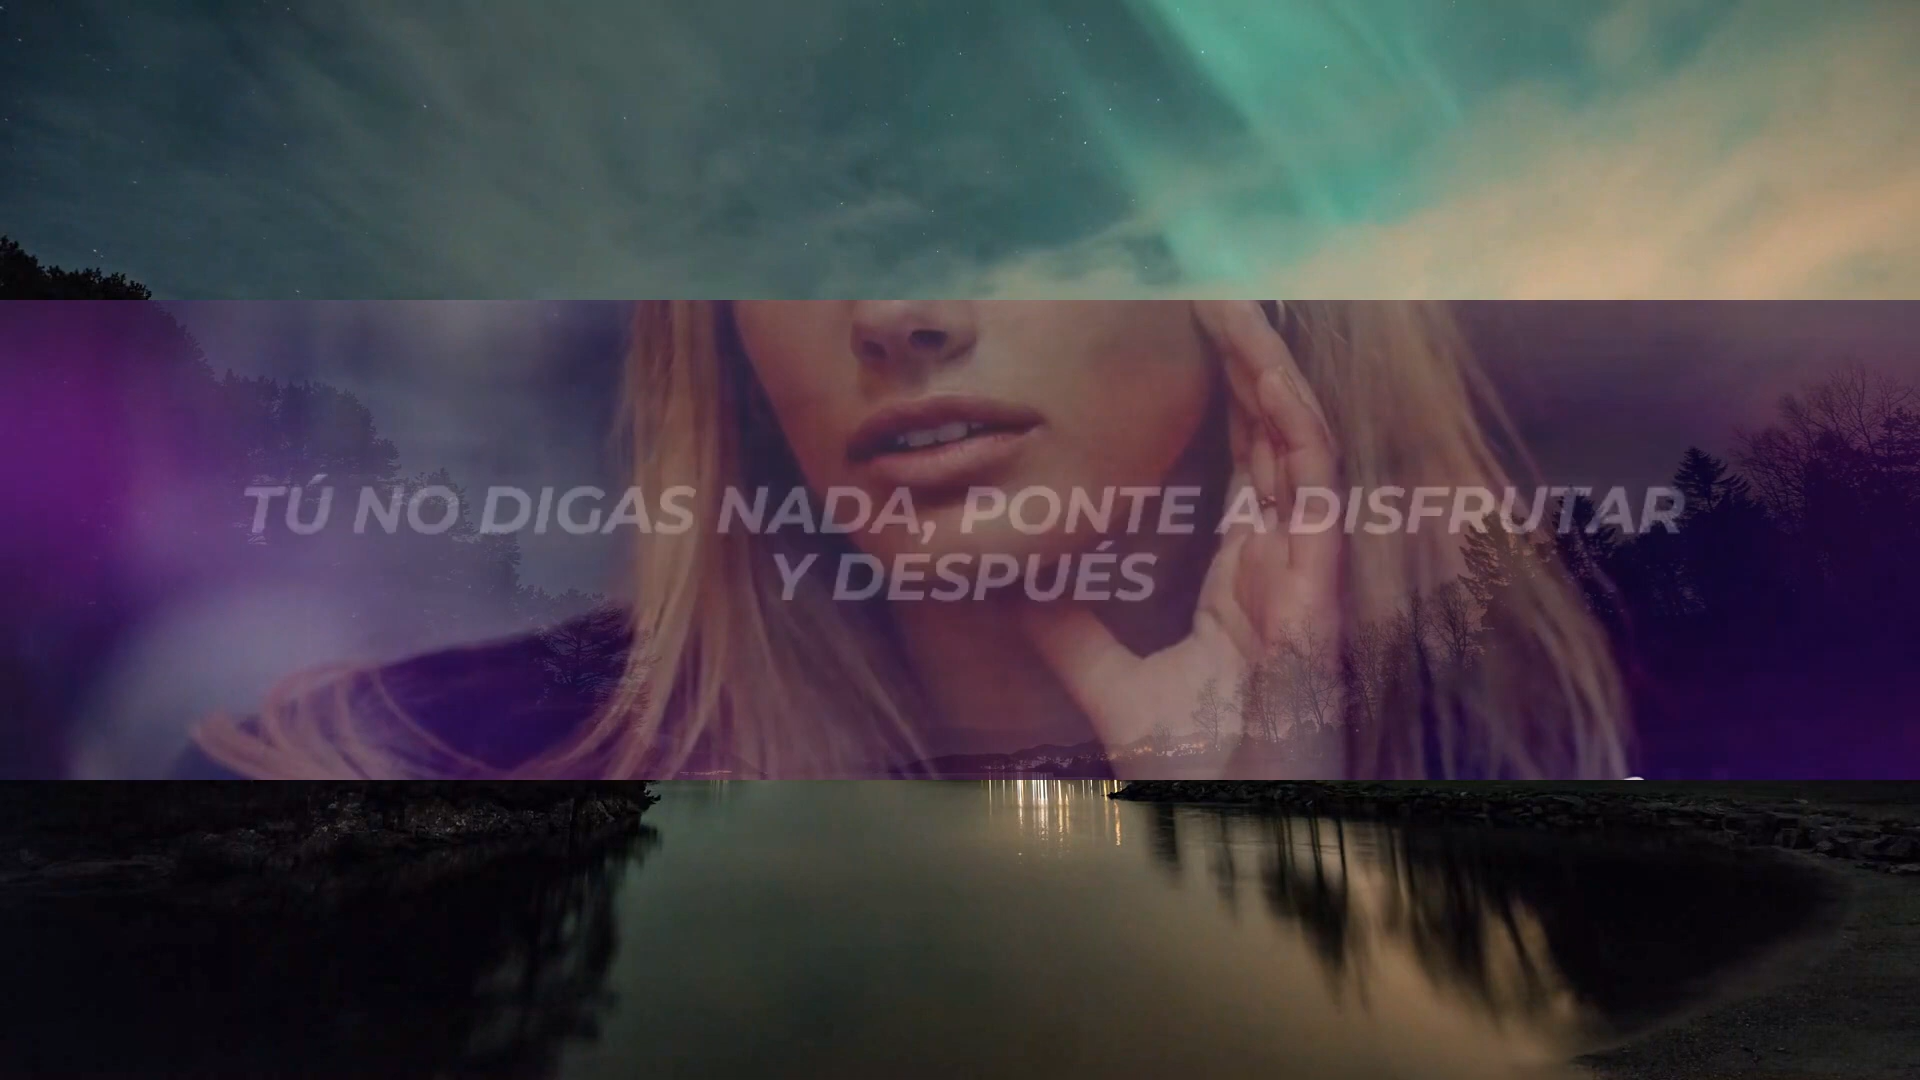 TÚ NO DIGAS NADA, PONTE A DISFRUTAR
Y DESPUÉS